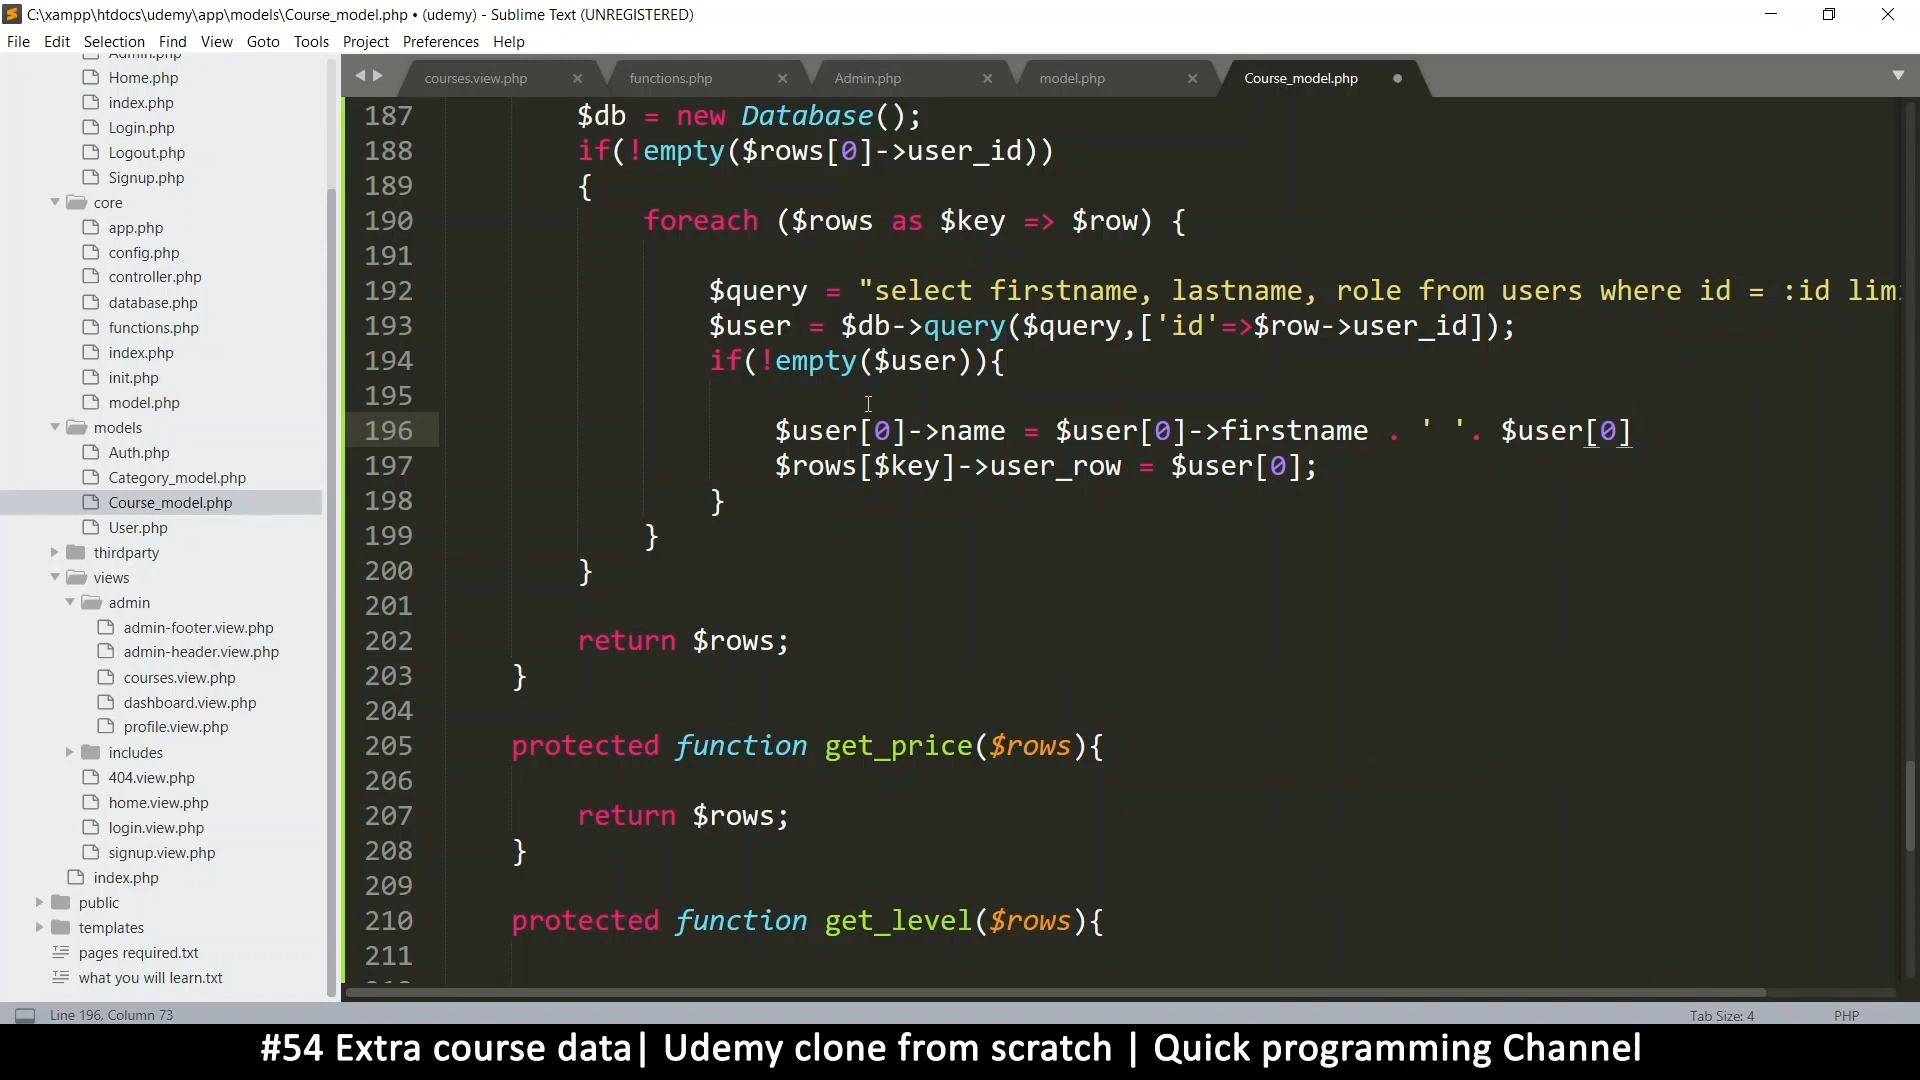 C:\xampp\htdocs\udemy\app\models\Course_model.php • (udemy) - Sublime Text (UNREGISTERED)
File Edit Selection Find View Goto Tools Project Preferences Help
Admin.php
Home.php
index.php
Login.php
Logout.php
Signup.php
core
app.php
config.php
controller.php
database.php
functions.php
index.php
init.php
model.php
models
Auth.php
Category_model.php
Course_model.php
User.php
thirdparty
views
admin
admin-footer.view.php
admin-header.view.php
courses.view.php
dashboard.view.php
profile.view.php
includes
404.view.php
home.view.php
login.view.php
signup.view.php
index.php
public
templates
pages required.txt
what you will learn.txt
courses.view.php functions.php Admin.php model.php Course_model.php
187 $db = new Database();
188 if(!empty($rows[0]->user_id))
189 {
190 foreach ($rows as $key => $row) {
191
192 $query = "select firstname, lastname, role from users where id = :id lim
193 $user = $db->query($query,['id'=>$row->user_id]);
194 if(!empty($user)){
195
196 $user[0]->name = $user[0]->firstname . ' '. $user[0]
197 $rows[$key]->user_row = $user[0];
198 }
199 }
200 }
201
202 return $rows;
203 }
204
205 protected function get_price($rows){
206
207 return $rows;
208 }
209
210 protected function get_level($rows){
211
Line 196, Column 73 Tab Size: 4 PHP
#54 Extra course data| Udemy clone from scratch | Quick programming Channel